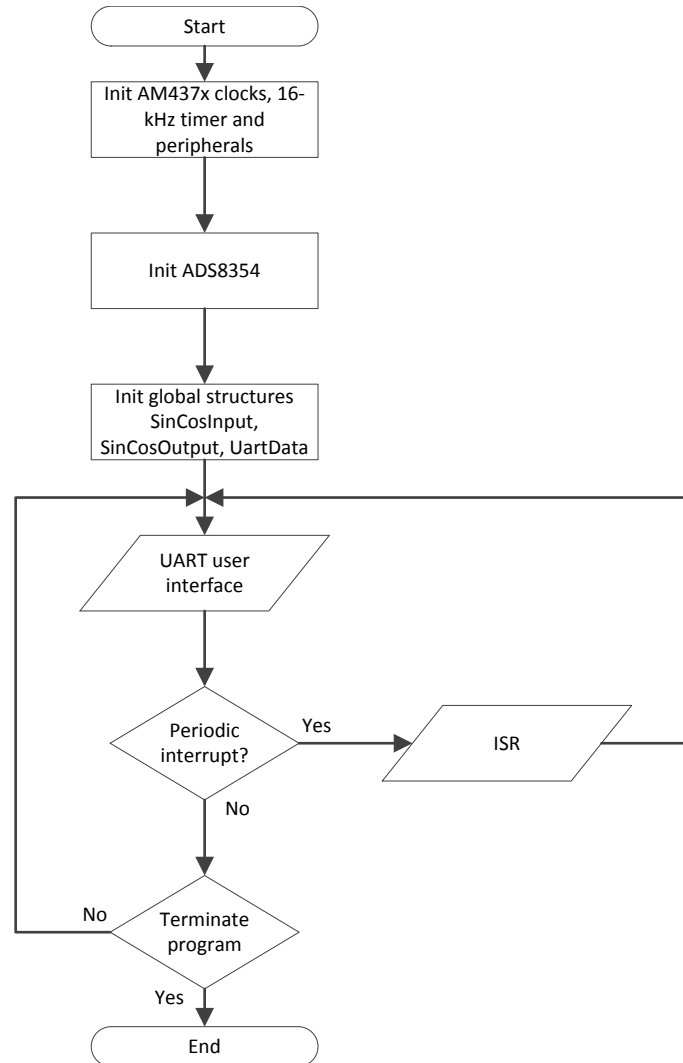 Start
Init AM437x clocks, 16-
kHz timer and
peripherals
Init ADS8354
Init global structures
SinCosInput,
SinCosOutput, UartData
UART user
interface
Periodic
interrupt?
Yes
ISR
No
Terminate
program
No
Yes
End